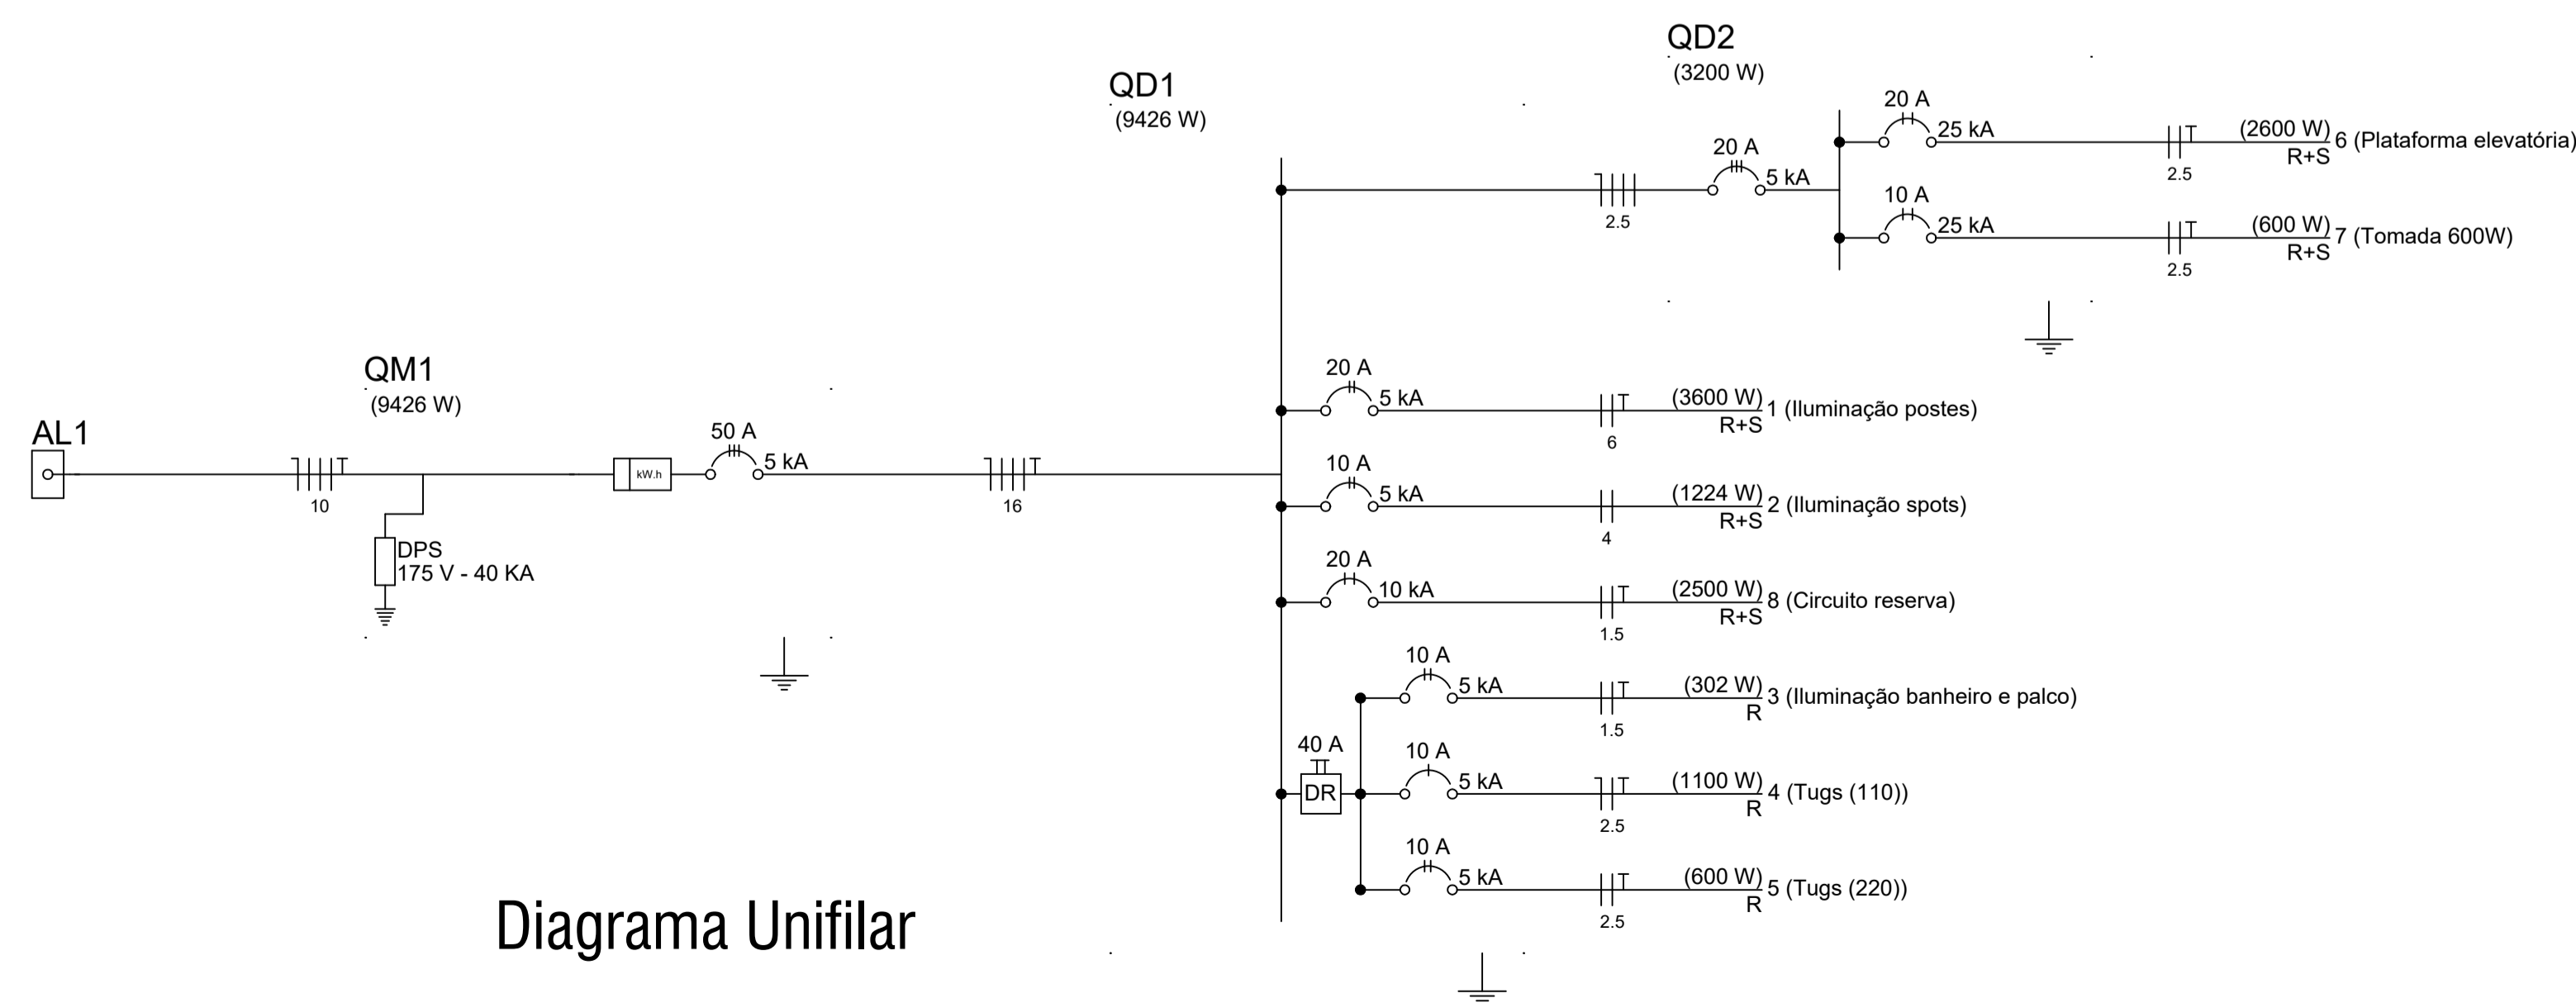 QD2
(3200 W)
QD1
(9426 W)
20 A
25 kA
(2600 W)
R+S
6 (Plataforma elevatória)
2.5
20 A
5 kA
2.5
10 A
25 kA
(600 W)
R+S
7 (Tomada 600W)
2.5
QM1
(9426 W)
AL1
10
kW.h
50 A
5 kA
16
DPS
175 V - 40 KA
20 A
5 kA
(3600 W)
R+S
1 (Iluminação postes)
6
10 A
5 kA
(1224 W)
R+S
2 (Iluminação spots)
4
20 A
10 kA
(2500 W)
R+S
8 (Circuito reserva)
1.5
10 A
5 kA
(302 W)
R
3 (Iluminação banheiro e palco)
1.5
40 A
DR
10 A
5 kA
(1100 W)
R
4 (Tugs (110))
2.5
10 A
5 kA
(600 W)
R
5 (Tugs (220))
2.5
Diagrama Unifilar